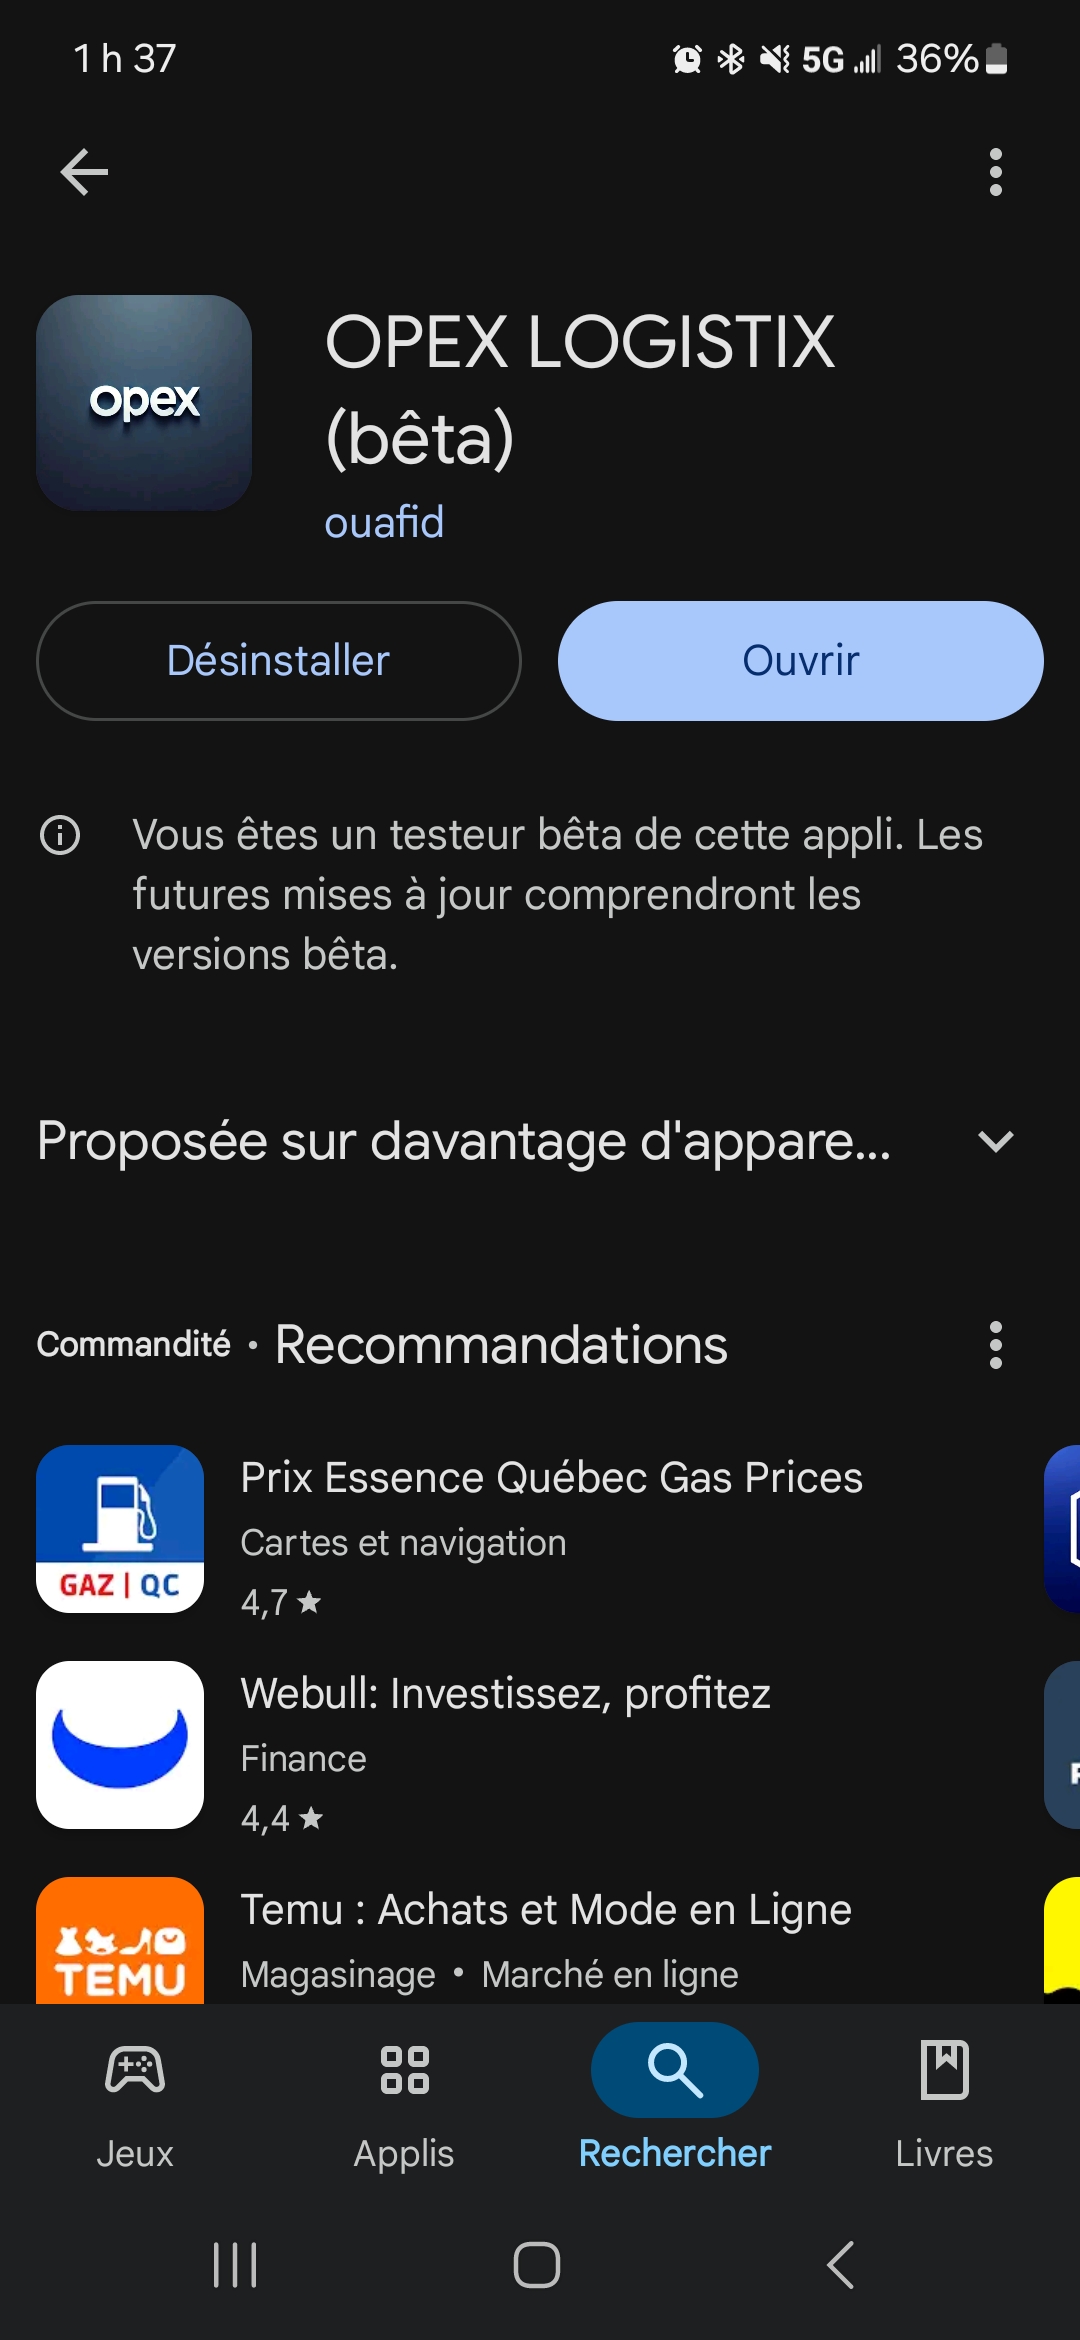 1 h 37
5G
36%
opex
OPEX LOGISTIX
(bêta)
ouafid
Désinstaller
Ouvrir
Vous êtes un testeur bêta de cette appli. Les
futures mises à jour comprendront les
versions bêta.
Proposée sur davantage d'appare...
Commandité • Recommandations
GAZ | QC
Prix Essence Québec Gas Prices
Cartes et navigation
4,7 ★
Webull: Investissez, profitez
Finance
4,4 ★
TEMU
Temu : Achats et Mode en Ligne
Magasinage • Marché en ligne
Jeux
Applis
Rechercher
Livres